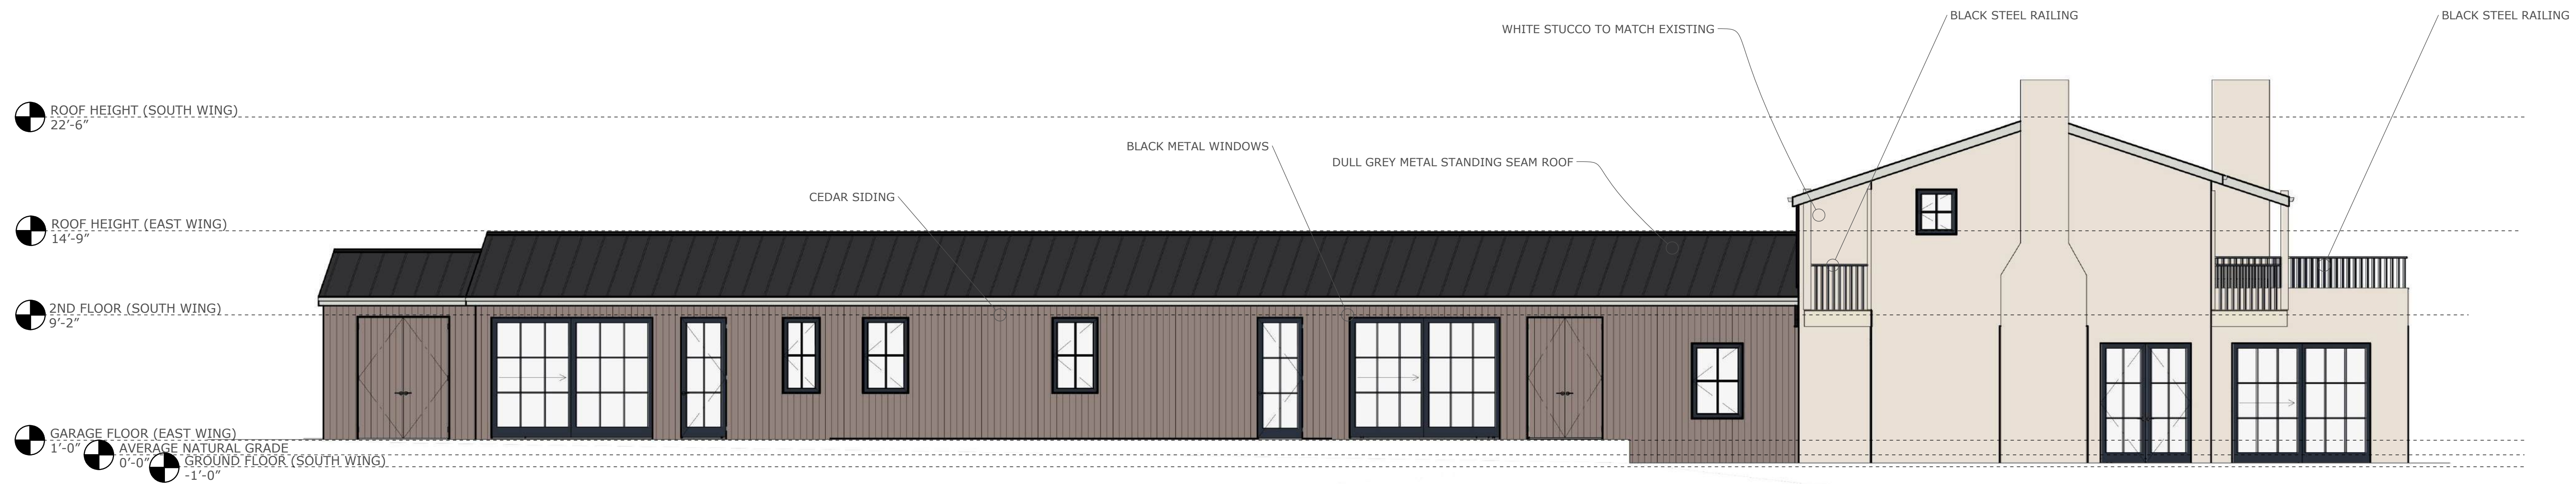 BLACK STEEL RAILING
BLACK STEEL RAILING
WHITE STUCCO TO MATCH EXISTING
ROOF HEIGHT (SOUTH WING)
22’-6”
BLACK METAL WINDOWS
DULL GREY METAL STANDING SEAM ROOF
CEDAR SIDING
ROOF HEIGHT (EAST WING)
14’-9”
2ND FLOOR (SOUTH WING)
9’-2”
GARAGE FLOOR (EAST WING)
1’-0”
AVERAGE NATURAL GRADE
0’-0”
GROUND FLOOR (SOUTH WING)
-1’-0”